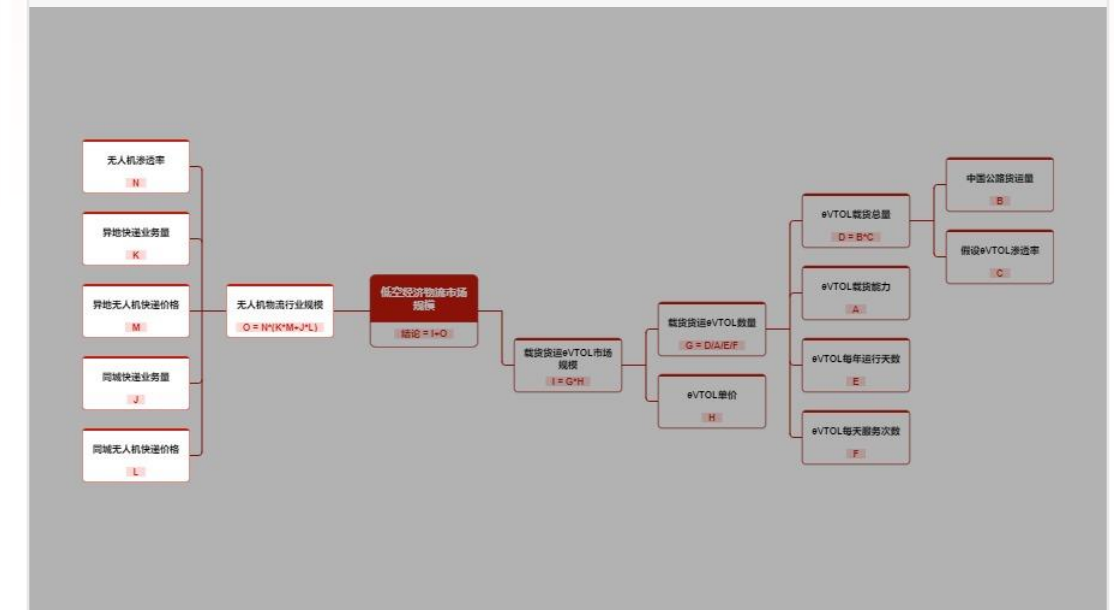 无人机渗透率
N
异地快递业务量
K
异地无人机快递价格
M
同城快递业务量
J
同城无人机快递价格
L
无人机物流行业规模
O = N*(K*M+J*L)
低空经济物流市场
规模
结论 = I+O
载货货运eVTOL市场
规模
I = G*H
载货货运eVTOL数量
G = D/A/E/F
eVTOL单价
H
eVTOL载货总量
D = B*C
eVTOL载货能力
A
eVTOL每年运行天数
E
eVTOL每天服务次数
F
中国公路货运量
B
假设eVTOL渗透率
C